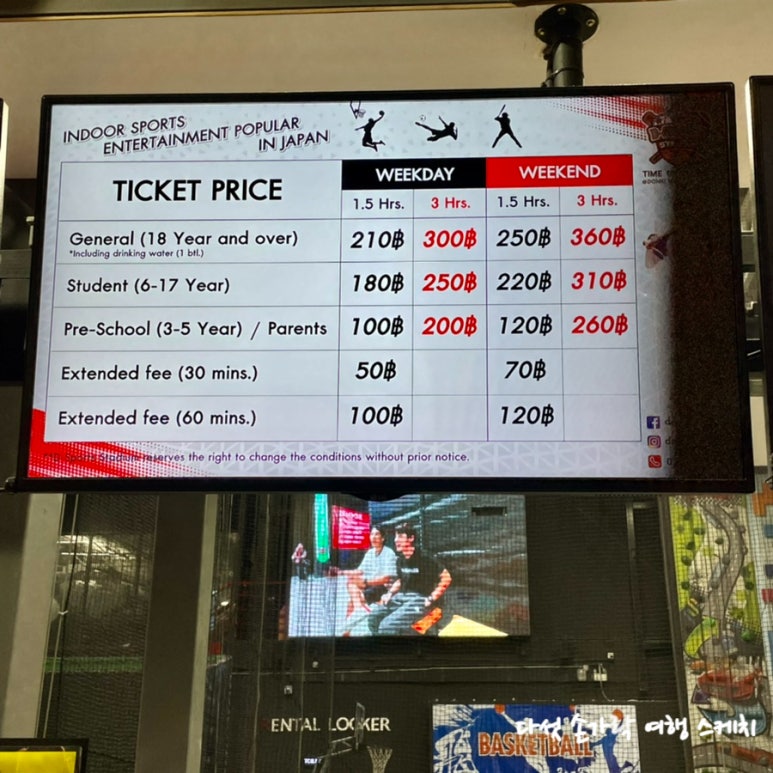 INDOOR SPORTS
ENTERTAINMENT POPULAR
IN JAPAN
TICKET PRICE
WEEKDAY WEEKEND
1.5 Hrs. 3 Hrs. 1.5 Hrs. 3 Hrs.
General (18 Year and over) 210฿ 300฿ 250฿ 360฿
*Including drinking water (1 btl.)
Student (6-17 Year) 180฿ 250฿ 220฿ 310฿
Pre-School (3-5 Year) / Parents 100฿ 200฿ 120฿ 260฿
Extended fee (30 mins.) 50฿ 70฿
Extended fee (60 mins.) 100฿ 120฿
Sports Stadium reserves the right to change the conditions without prior notice.
TIME
ENTAL LOCKER
BASKETBALL
다섯 손가락 여행 스케치